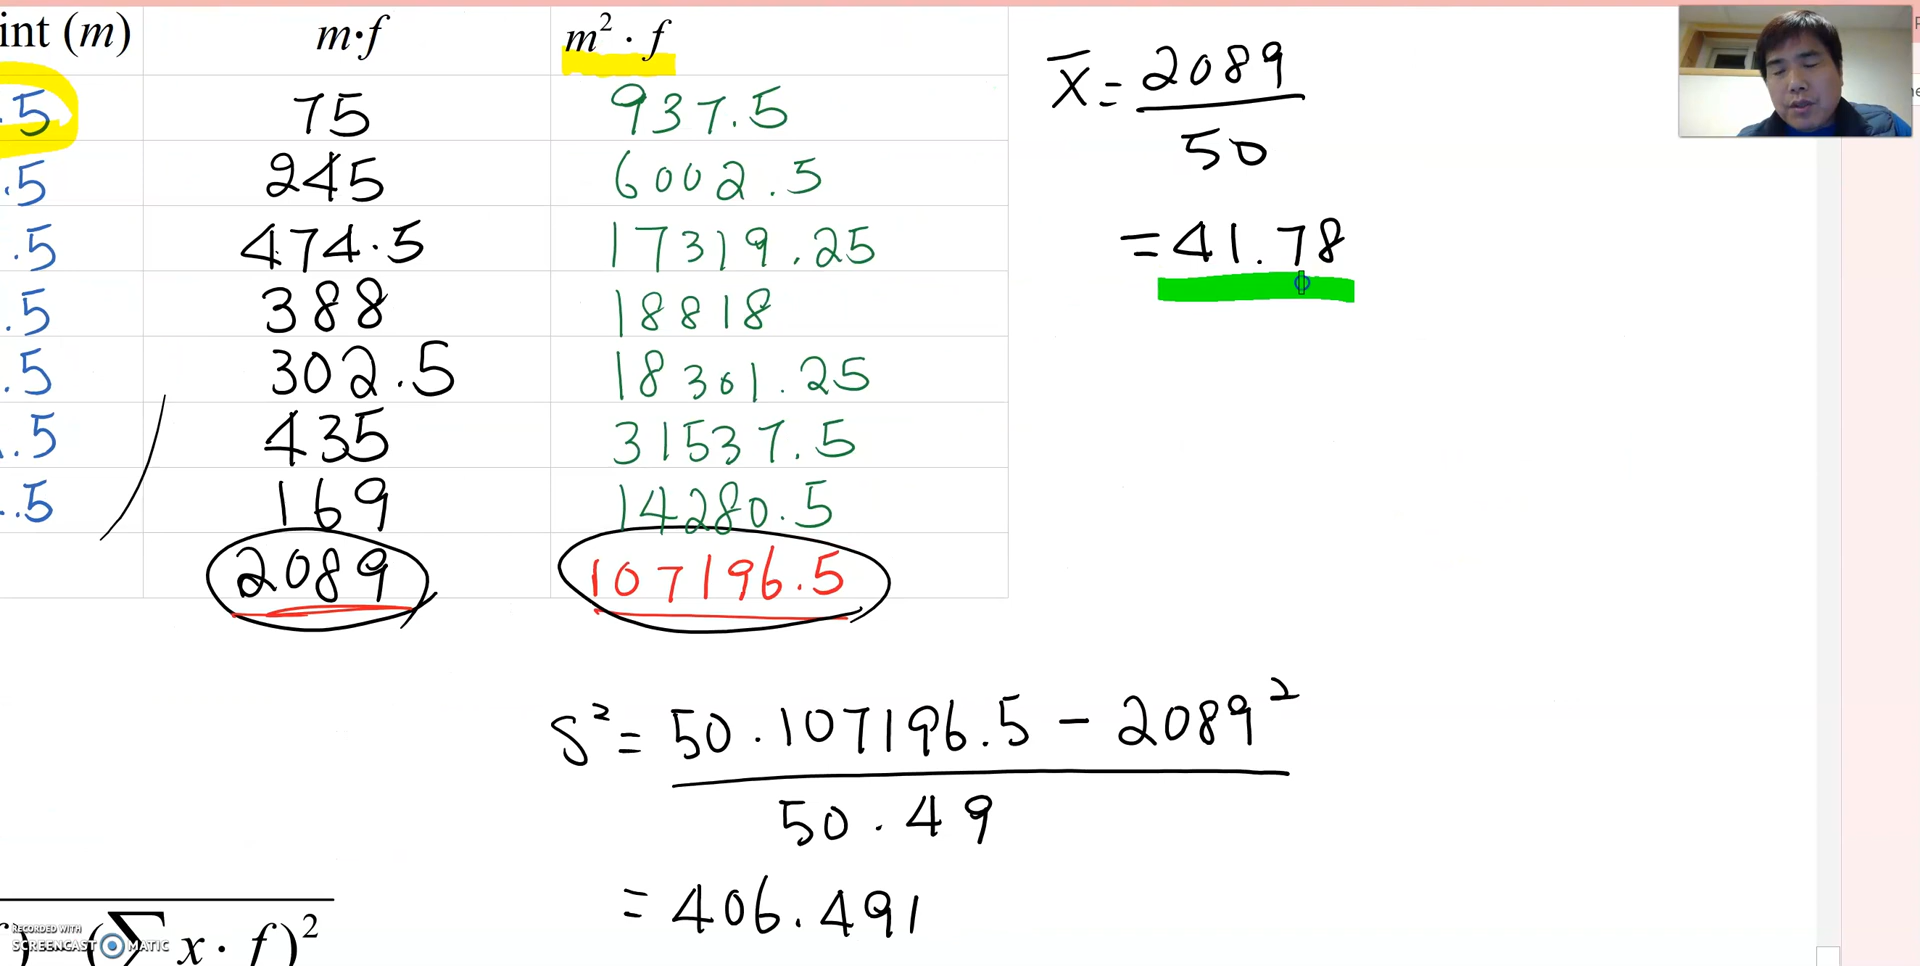 int (m) m·f m² · f
.5 75 937.5
.5 245 6002.5
.5 474.5 17319.25
.5 388 18818
.5 302.5 18301.25
.5 435 31537.5
.5 169 14280.5
2089 107196.5
x̄ = 2089
50
= 41.78
s² = 50·107196.5 − 2089²
50·49
= 406.491
) − (∑ x · f)²
RECORDED WITH
SCREENCAST MATIC